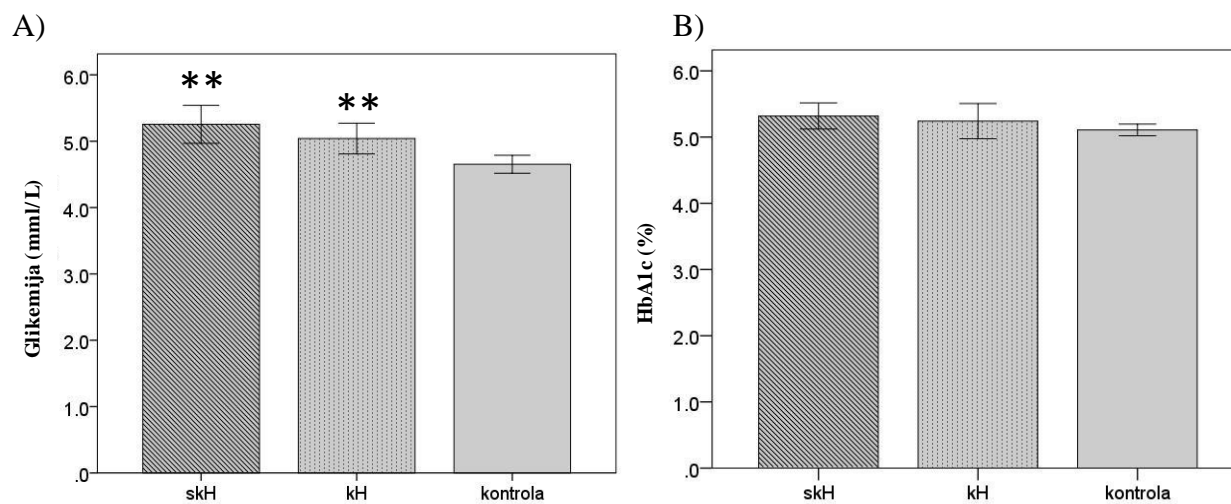 A)
Glikemija (mml/L)
6.0
5.0
4.0
3.0
2.0
1.0
.0
**
**
skH
kH
kontrola
B)
HbA1c (%)
6.0
5.0
4.0
3.0
2.0
1.0
.0
skH
kH
kontrola